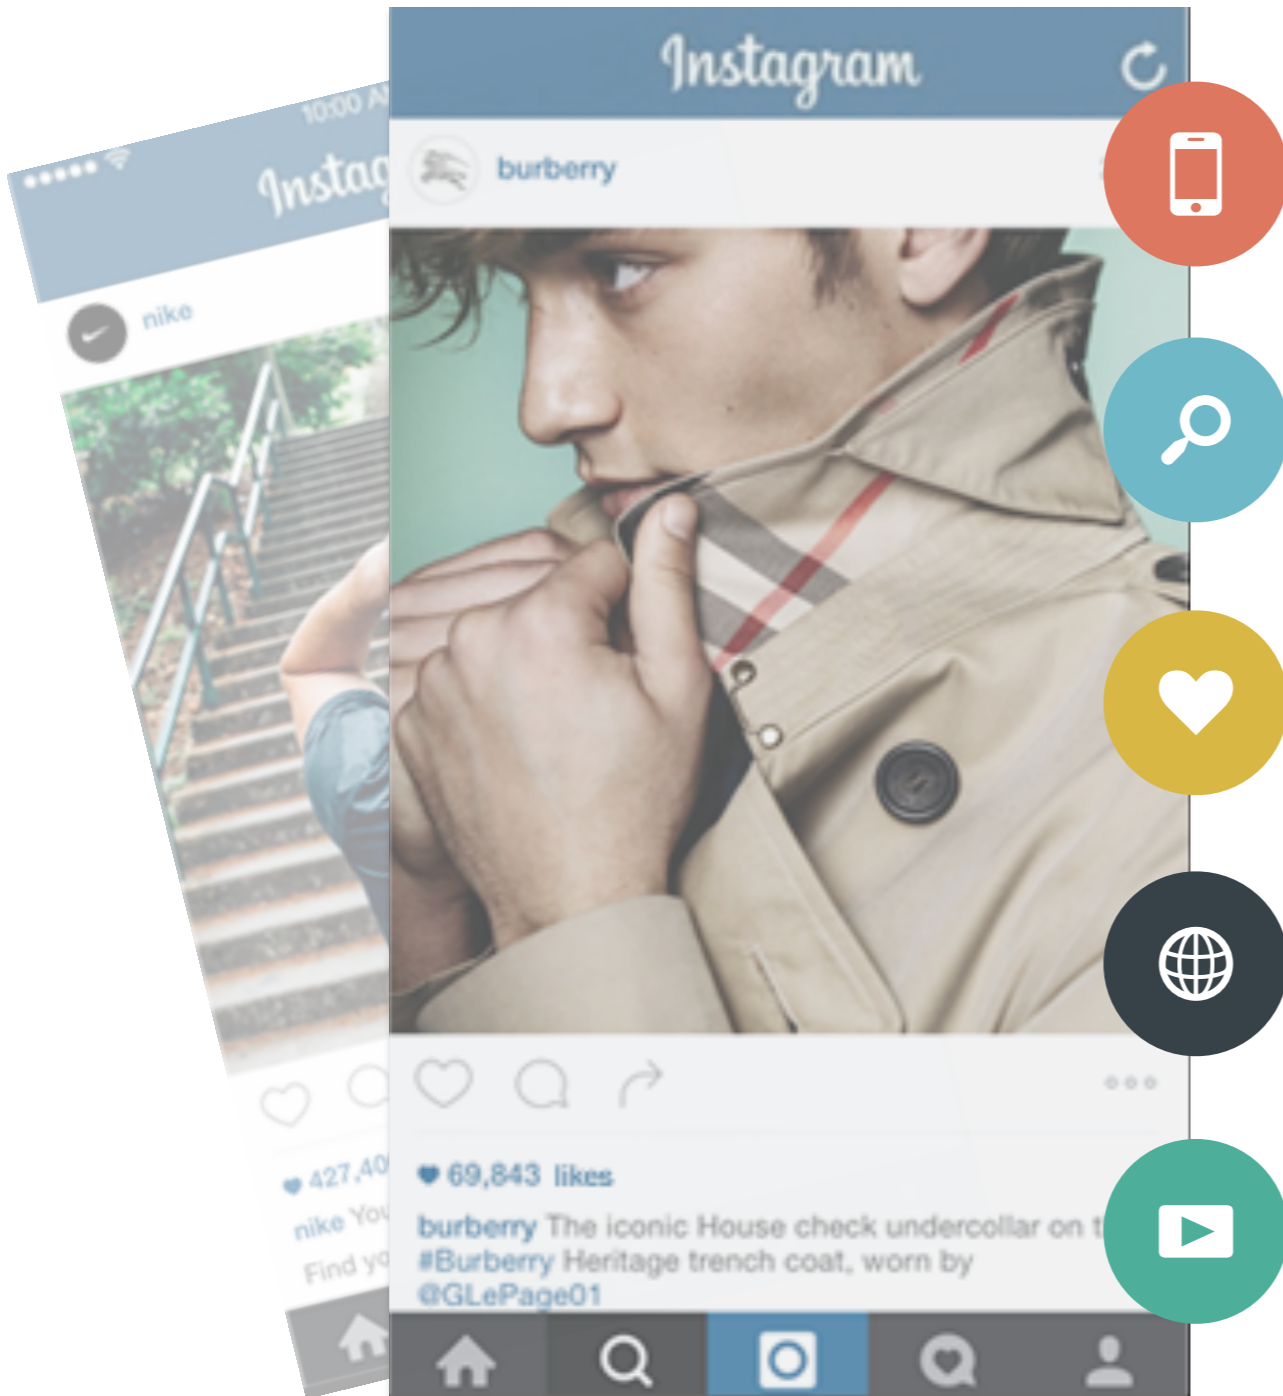 10:00 AM
Instag
nike
427,40
nike You
Find yo
Instagram
burberry
69,843 likes
burberry The iconic House check undercollar on t
#Burberry Heritage trench coat, worn by
@GLePage01